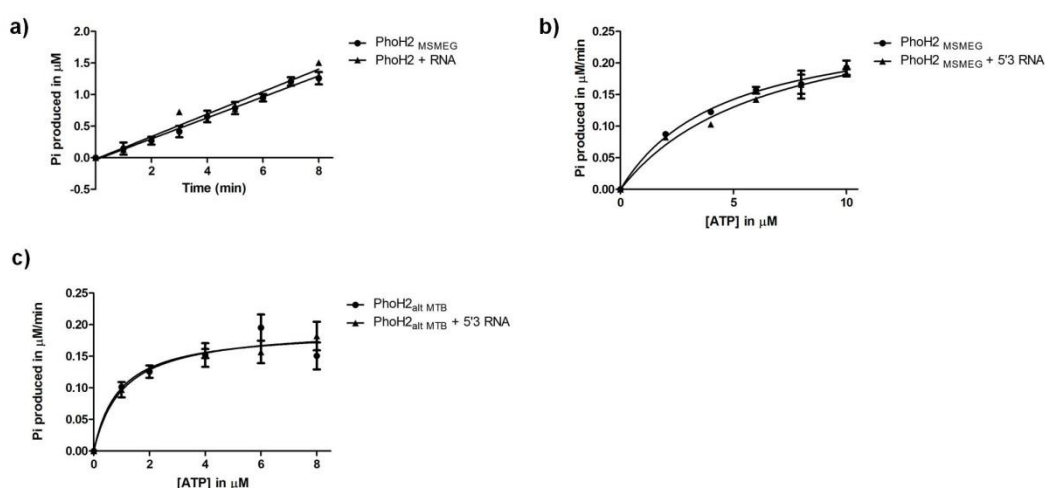 a)
2.0
1.5
1.0
0.5
0.0
-0.5
Pi produced in μM
2
4
6
8
Time (min)
PhoH2 MSMEG
PhoH2 + RNA
b)
0.20
0.15
0.10
0.05
0.00
Pi produced in μM/min
0
5
10
[ATP] in μM
PhoH2 MSMEG
PhoH2 MSMEG + 5'3 RNA
c)
0.25
0.20
0.15
0.10
0.05
0.00
Pi produced in μM/min
0
2
4
6
8
[ATP] in μM
PhoH2alt MTB
PhoH2alt MTB + 5'3 RNA